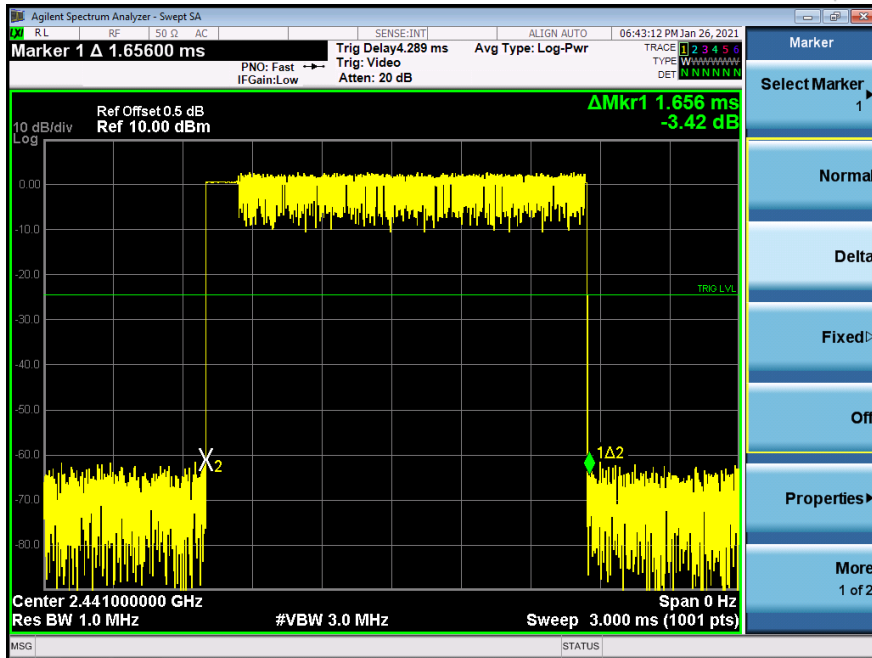 Agilent Spectrum Analyzer - Swept SA
LXI RL RF 50 Ω AC SENSE:INT ALIGN AUTO 06:43:12 PM Jan 26, 2021
Marker 1 Δ 1.65600 ms
PNO: Fast
IFGain:Low
Trig Delay4.289 ms
Trig: Video
Atten: 20 dB
Avg Type: Log-Pwr
TRACE 1 2 3 4 5 6
TYPE WWWWWW
DET N N N N N N
Ref Offset 0.5 dB
10 dB/div Ref 10.00 dBm
Log
ΔMkr1 1.656 ms
-3.42 dB
0.00
-10.0
-20.0
TRIG LVL
-30.0
-40.0
-50.0
-60.0
2
1Δ2
-70.0
-80.0
Center 2.441000000 GHz Span 0 Hz
Res BW 1.0 MHz #VBW 3.0 MHz Sweep 3.000 ms (1001 pts)
MSG STATUS
Marker
Select Marker
1
Normal
Delta
Fixed
Off
Properties
More
1 of 2